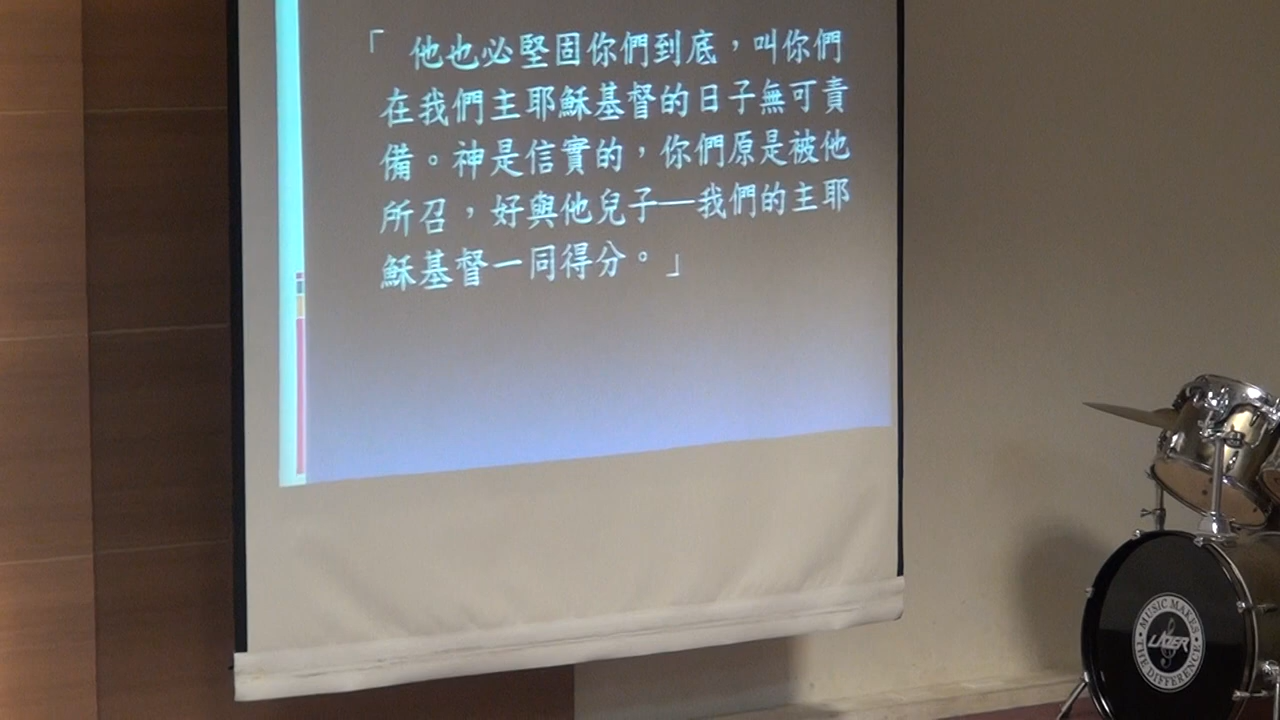 「 他也必堅固你們到底，叫你們
在我們主耶穌基督的日子無可責
備。神是信實的，你們原是被他
所召，好與他兒子─我們的主耶
穌基督一同得分。」
MUSIC MAKES
THE DIFFERENCE